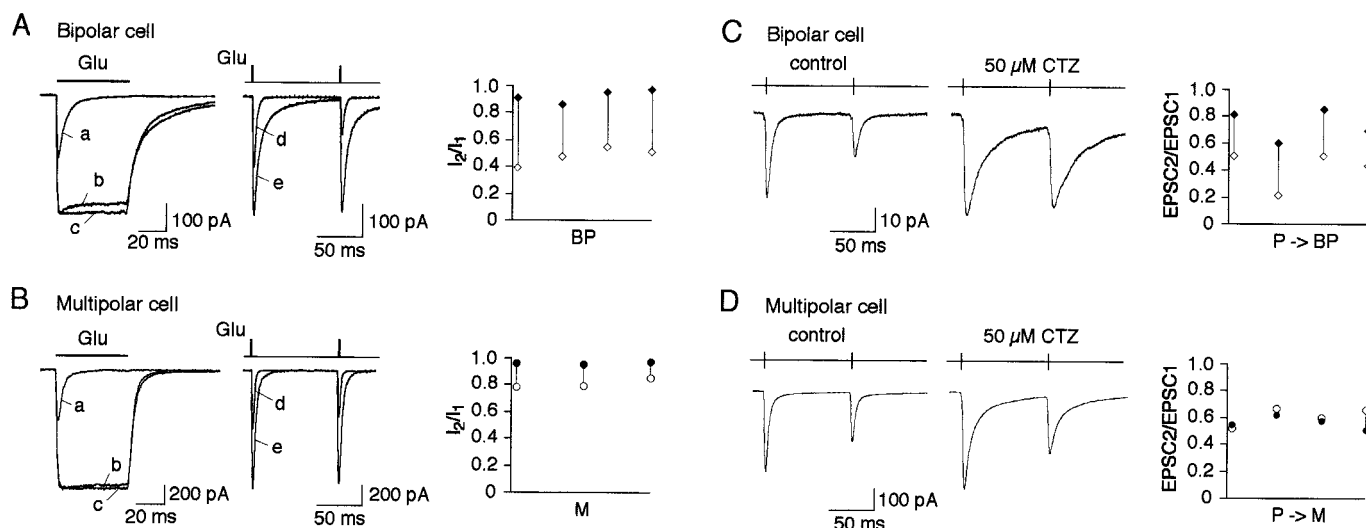 A Bipolar cell
Glu
a
b
c
100 pA
20 ms
Glu
d
e
100 pA
50 ms
I2/I1
1.0
0.8
0.6
0.4
0.2
0
BP
B Multipolar cell
Glu
a
b
c
200 pA
20 ms
Glu
d
e
200 pA
50 ms
I2/I1
1.0
0.8
0.6
0.4
0.2
0
M
C Bipolar cell
control
50 µM CTZ
10 pA
50 ms
EPSC2/EPSC1
1.0
0.8
0.6
0.4
0.2
0
P -> BP
D Multipolar cell
control
50 µM CTZ
100 pA
50 ms
EPSC2/EPSC1
1.0
0.8
0.6
0.4
0.2
0
P -> M